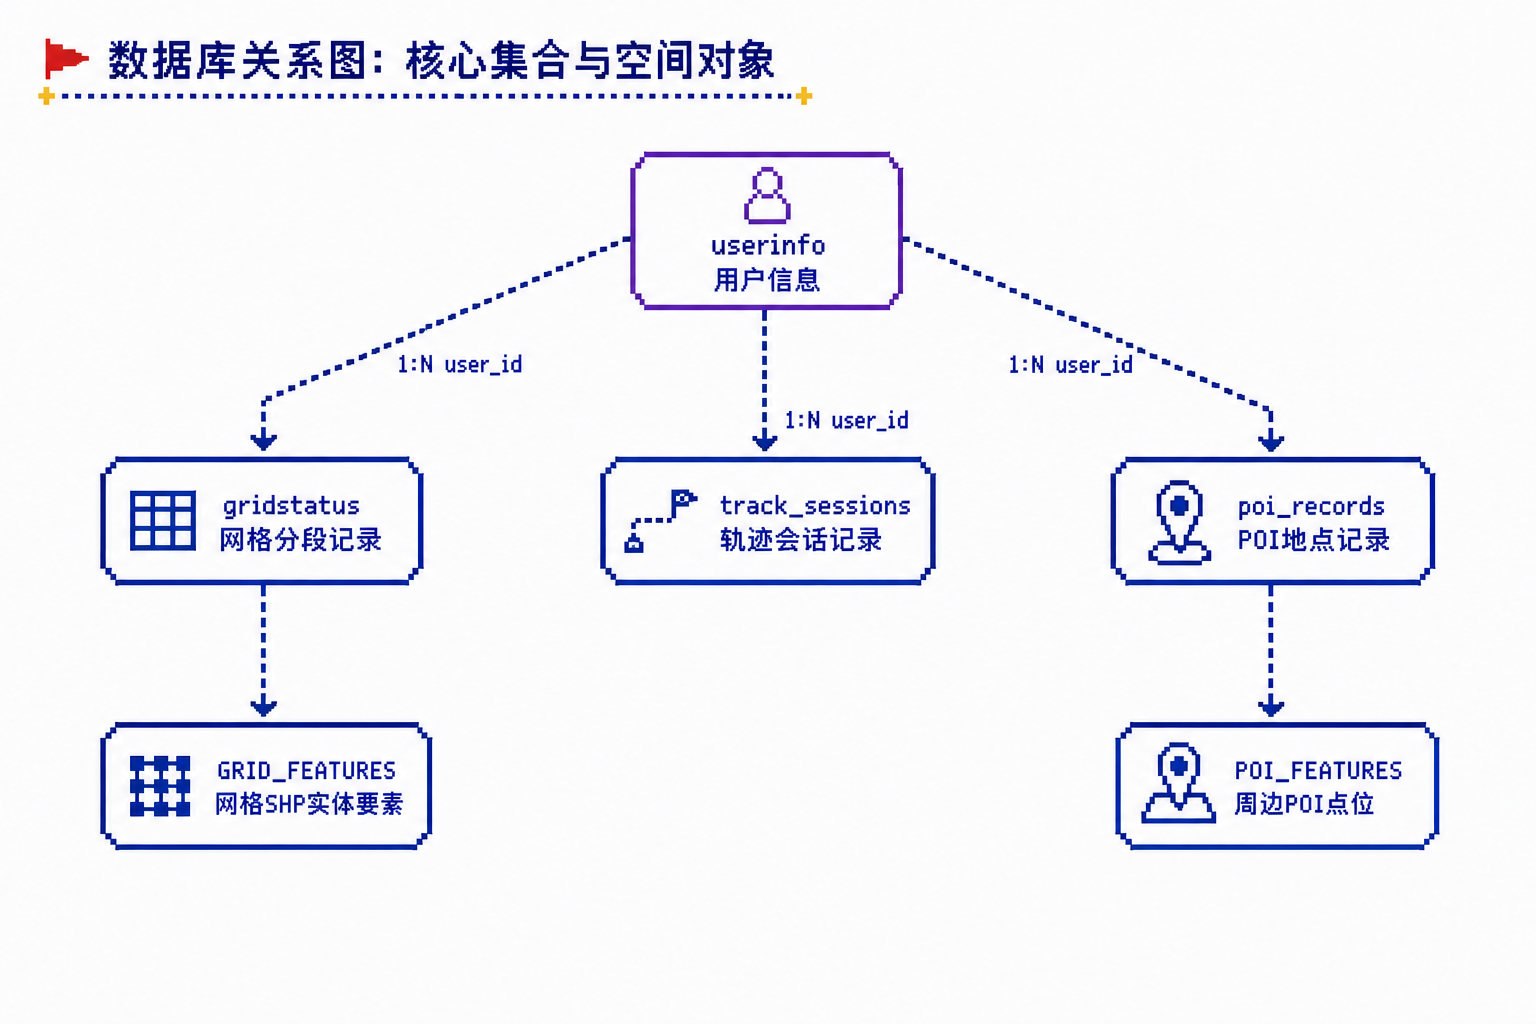 数据库关系图：核心集合与空间对象
userinfo
用户信息
1:N user_id
1:N user_id
1:N user_id
gridstatus
网格分段记录
track_sessions
轨迹会话记录
poi_records
POI地点记录
GRID_FEATURES
网格SHP实体要素
POI_FEATURES
周边POI点位